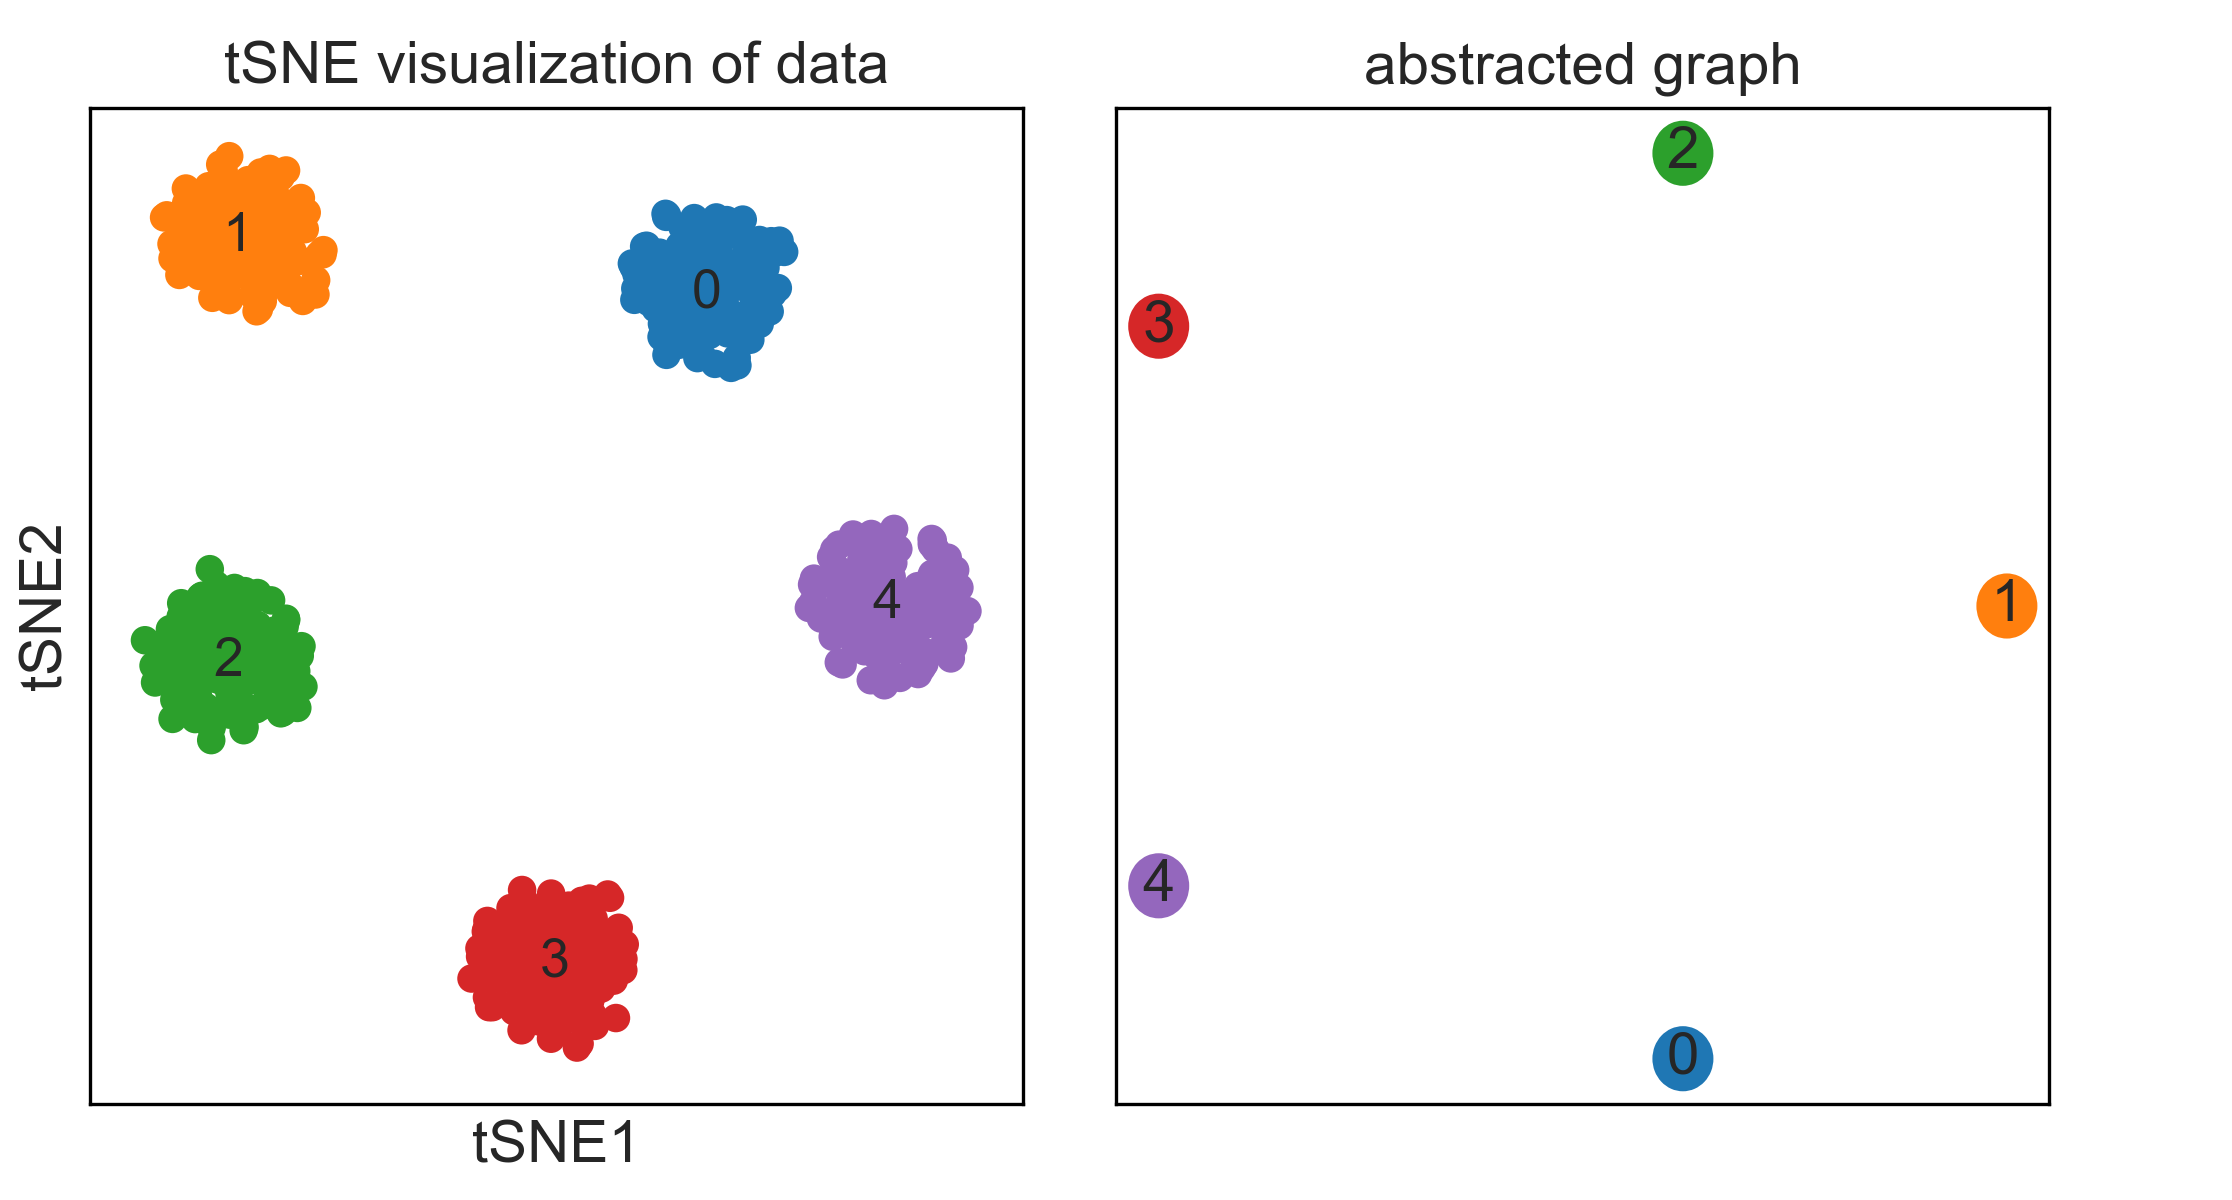 tSNE visualization of data
1
0
4
2
3
tSNE2
tSNE1
abstracted graph
2
3
1
4
0